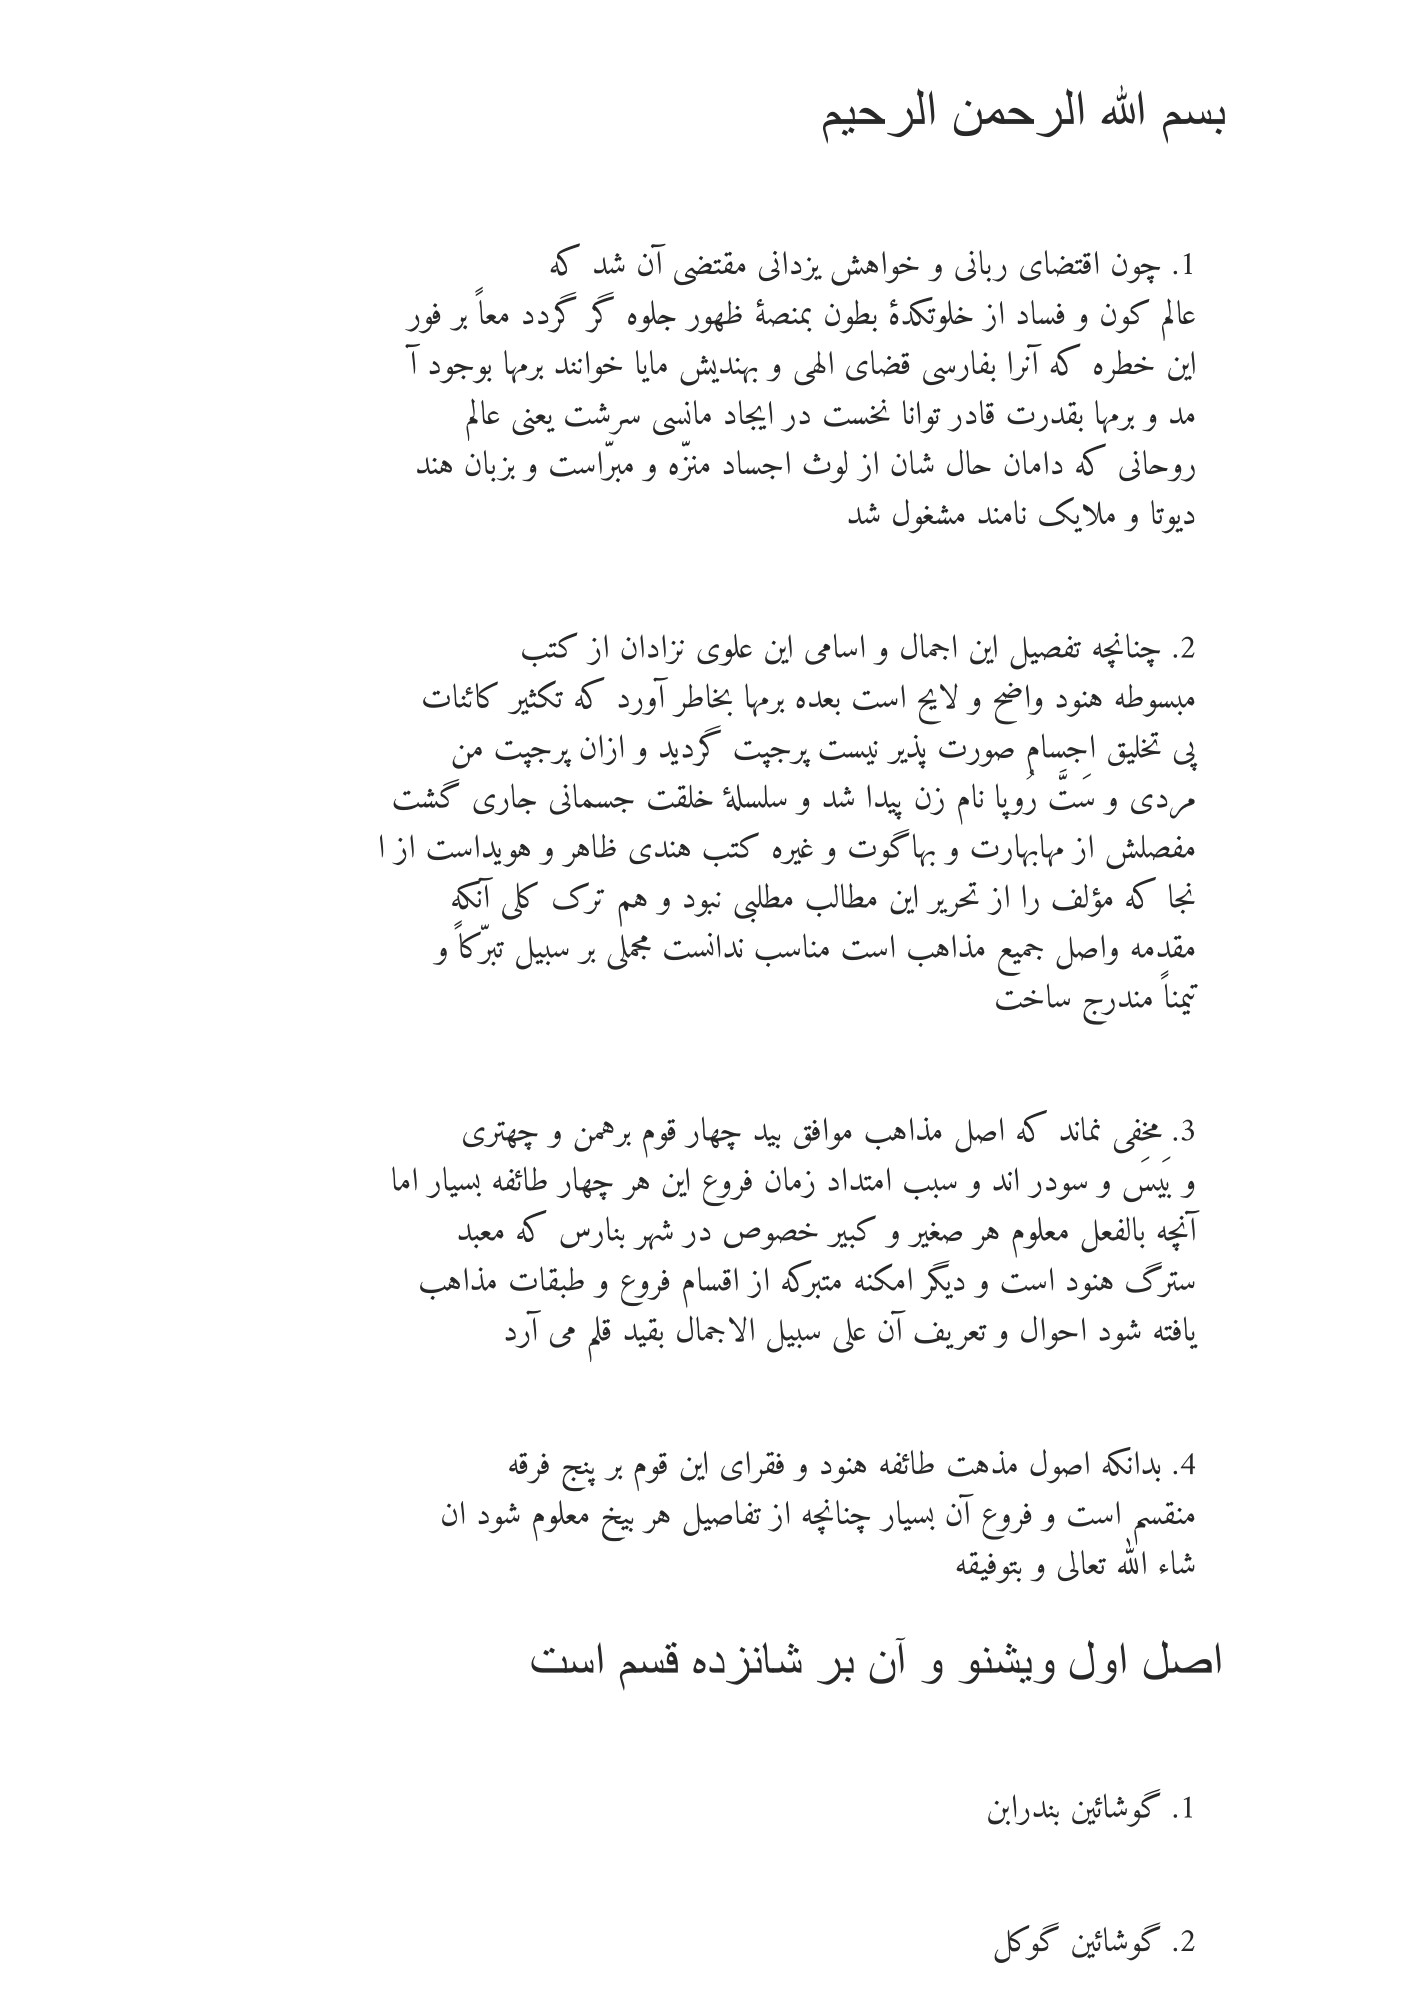 بسم الله الرحمن الرحیم
1. چون اقتضای ربانی و خواهش یزدانی مقتضی آن شد که
عالم کون و فساد از خلوتکدهٔ بطون بمنصهٔ ظهور جلوه گر گردد معاً بر فور
این خطره که آنرا بفارسی قضای الهی و بهندیش مایا خوانند برمها بوجود آ
مد و برمها بقدرت قادر توانا نخست در ایجاد مانسی سرشت یعنی عالم
روحانی که دامان حال شان از لوث اجساد منزّه و مبرّاست و بزبان هند
دیوتا و ملایک نامند مشغول شد
2. چنانچه تفصیل این اجمال و اسامی این علوی نزادان از کتب
مبسوطه هنود واضح و لایح است بعده برمها بخاطر آورد که تکثیر کائنات
پی تخلیق اجسام صورت پذیر نیست پرجپت گردید و ازان پرجپت من
مردی و سَتَّ رُوپا نام زن پیدا شد و سلسلهٔ خلقت جسمانی جاری گشت
مفصلش از مهابهارت و بهاگوت و غیره کتب هندی ظاهر و هویداست از ا
نجا که مؤلف را از تحریر این مطالب مطلبی نبود و هم ترک کلی آنکه
مقدمه واصل جمیع مذاهب است مناسب ندانست مجملی بر سبیل تبرّکاً و
تیمناً مندرج ساخت
3. مخفی نماند که اصل مذاهب موافق بید چهار قوم برهمن و چهتری
و بَیَسَ و سودر اند و سبب امتداد زمان فروع این هر چهار طائفه بسیار اما
آنچه بالفعل معلوم هر صغیر و کبیر خصوص در شهر بنارس که معبد
سترگ هنود است و دیگر امکنه متبرکه از اقسام فروع و طبقات مذاهب
یافته شود احوال و تعریف آن علی سبیل الاجمال بقید قلم می آرد
4. بدانکه اصول مذهت طائفه هنود و فقرای این قوم بر پنج فرقه
منقسم است و فروع آن بسیار چنانچه از تفاصیل هر بیخ معلوم شود ان
شاء الله تعالی و بتوفیقه
اصل اول ویشنو و آن بر شانزده قسم است
1. گوشائین بندرابن
2. گوشائین گوکل